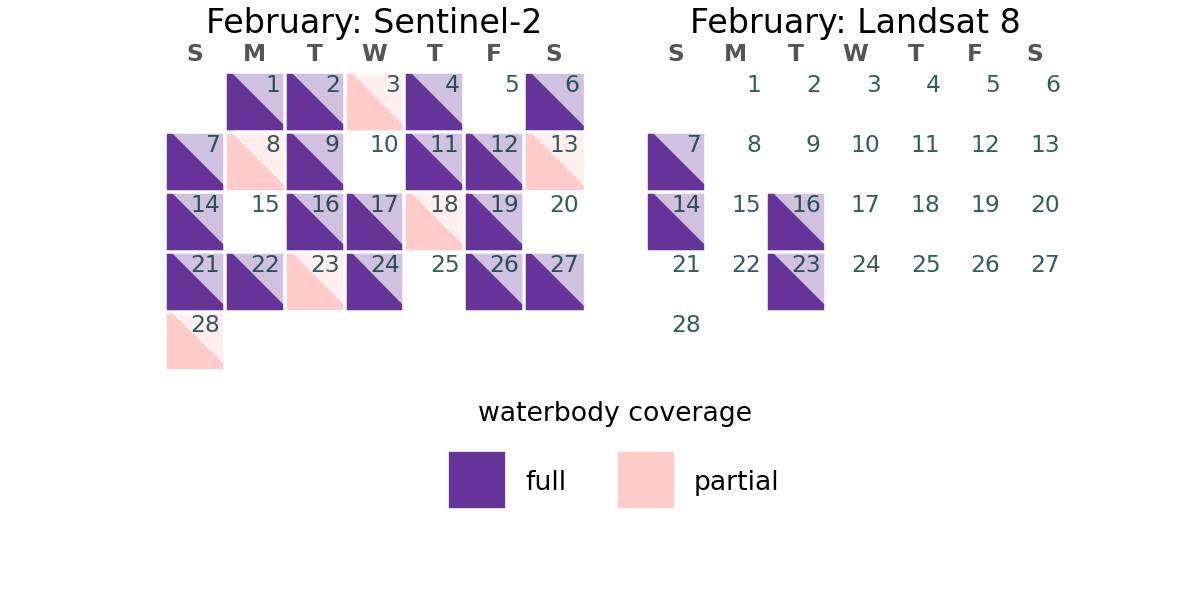 February: Sentinel-2
S M T W T F S
1 2 3 4 5 6
7 8 9 10 11 12 13
14 15 16 17 18 19 20
21 22 23 24 25 26 27
28
February: Landsat 8
S M T W T F S
1 2 3 4 5 6
7 8 9 10 11 12 13
14 15 16 17 18 19 20
21 22 23 24 25 26 27
28
waterbody coverage
full partial